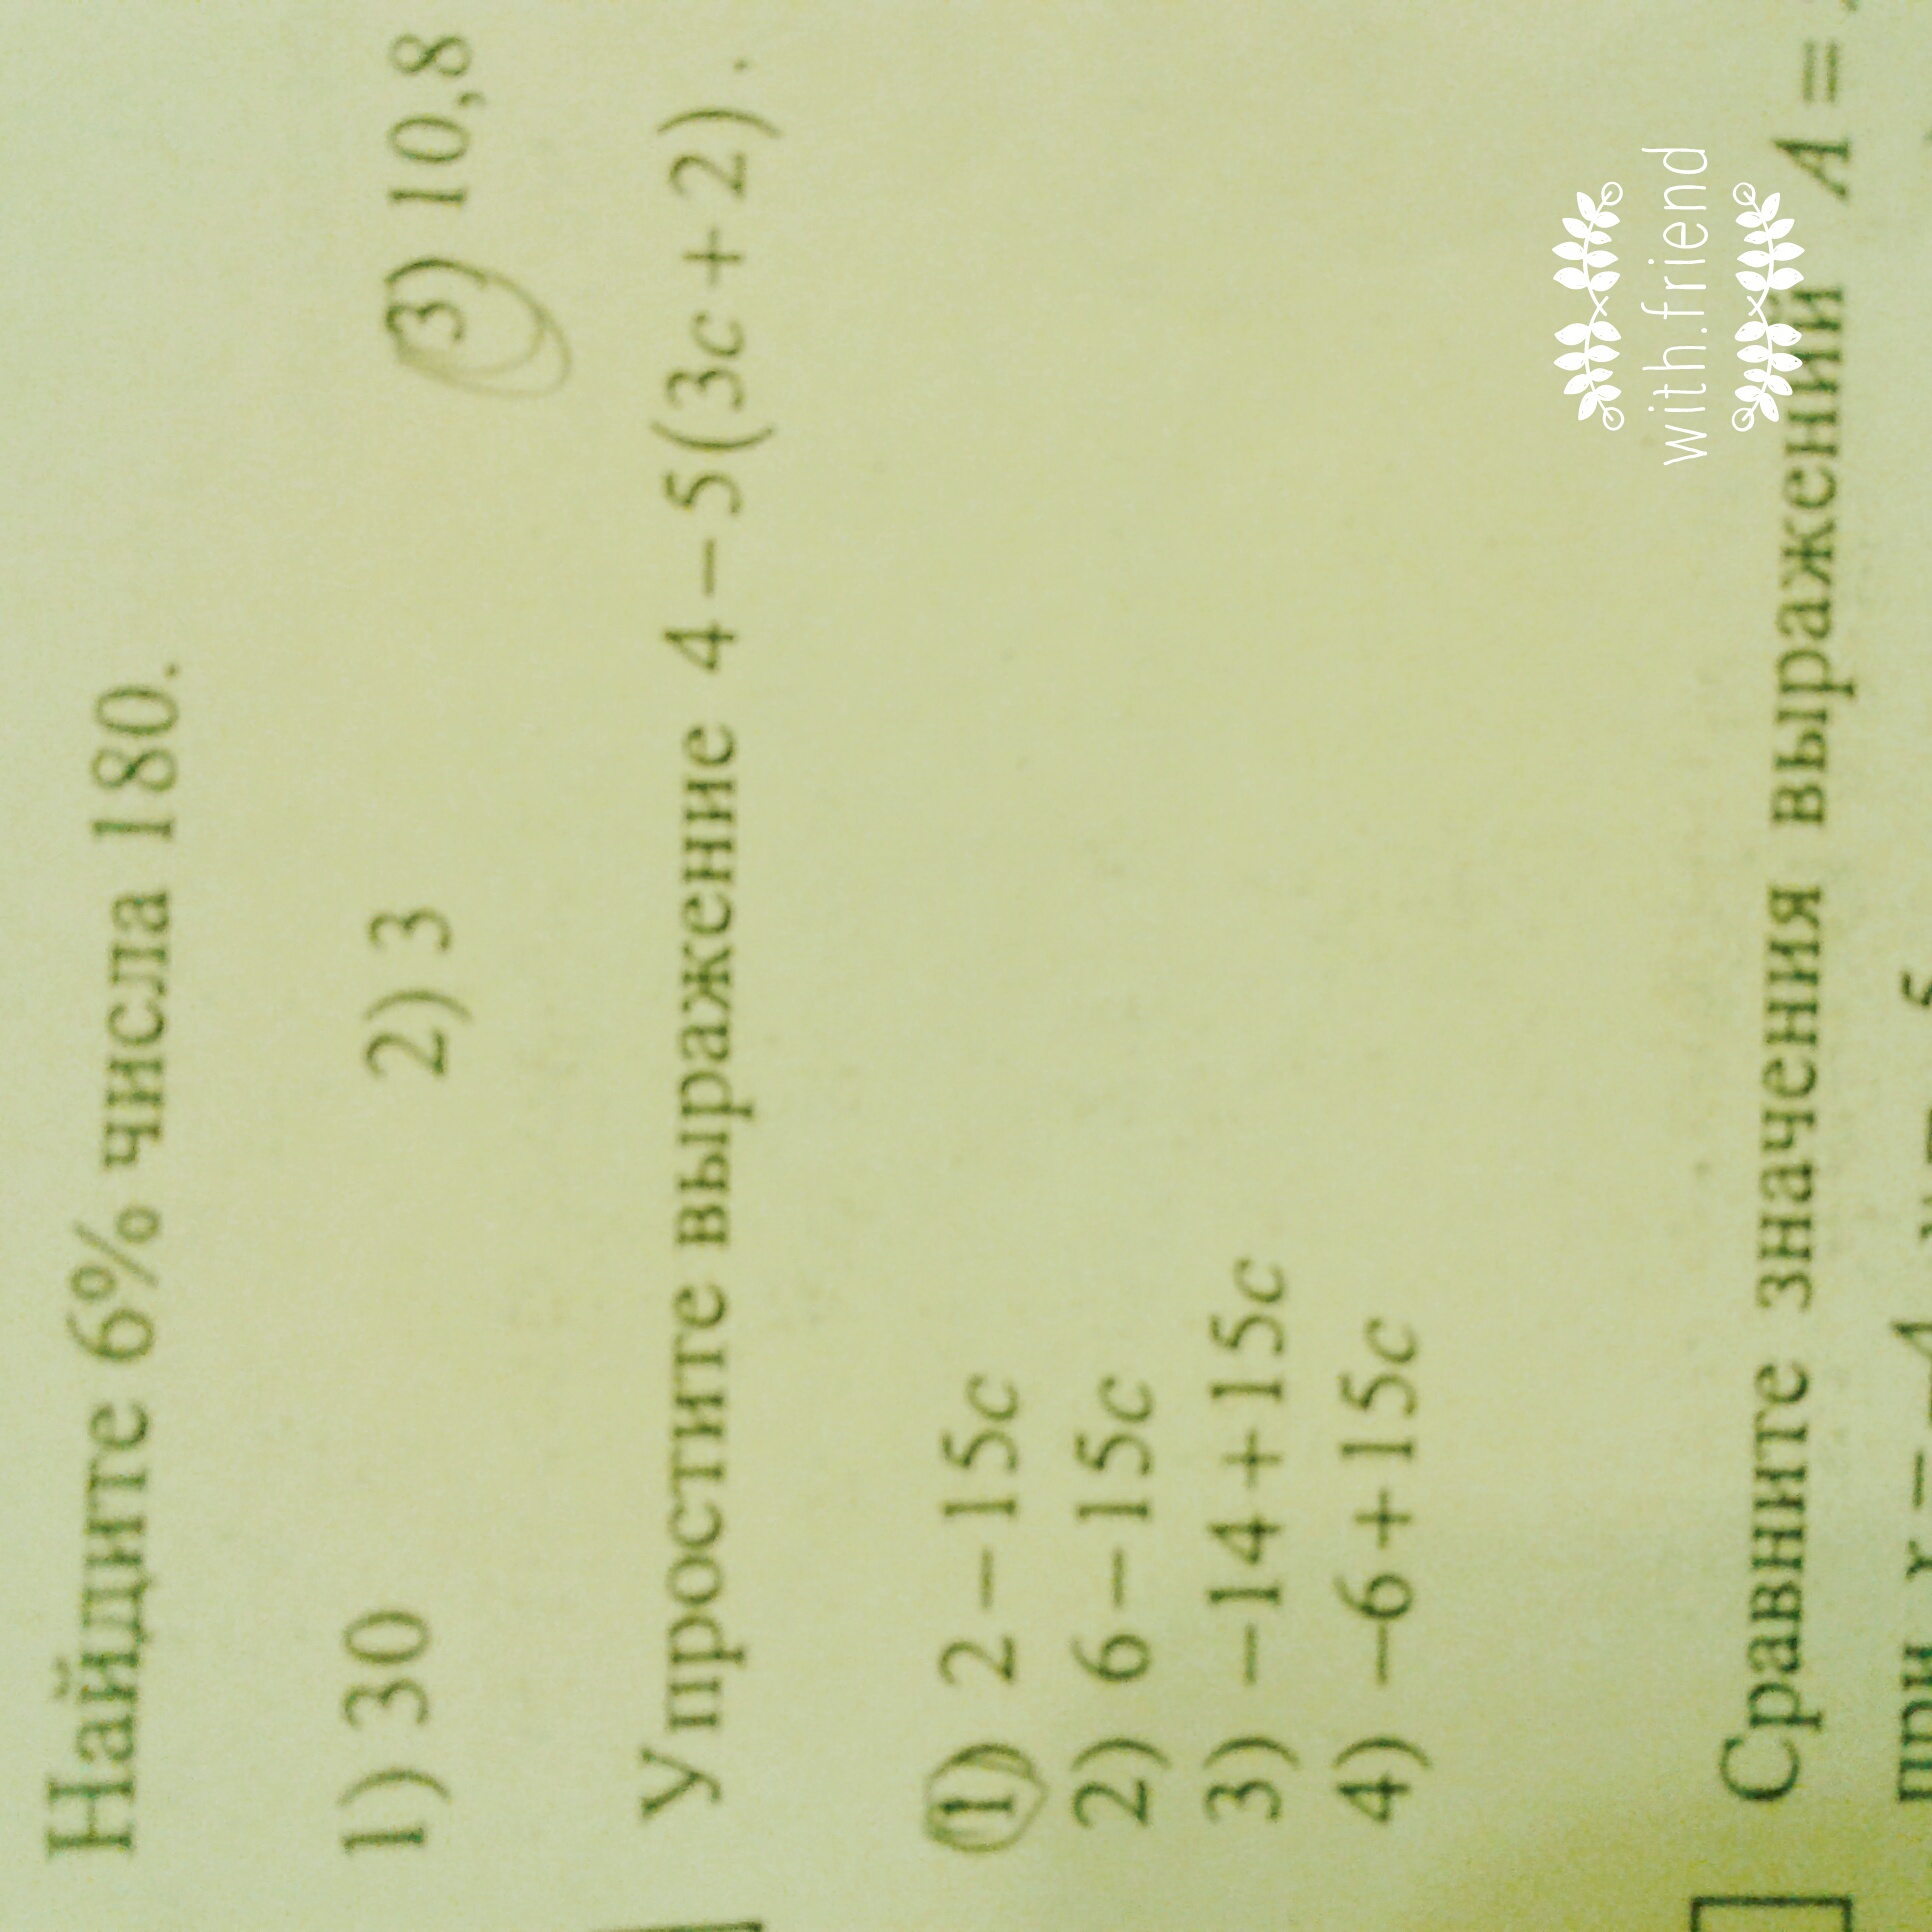 Найдите 6% числа 180.
1) 30 2) 3 3) 10,8
Упростите выражение 4 – 5(3c + 2).
1) 2 – 15c
2) 6 – 15c
3) –14 + 15c
4) –6 + 15c
Сравните значения выражений A =
при
with.friend